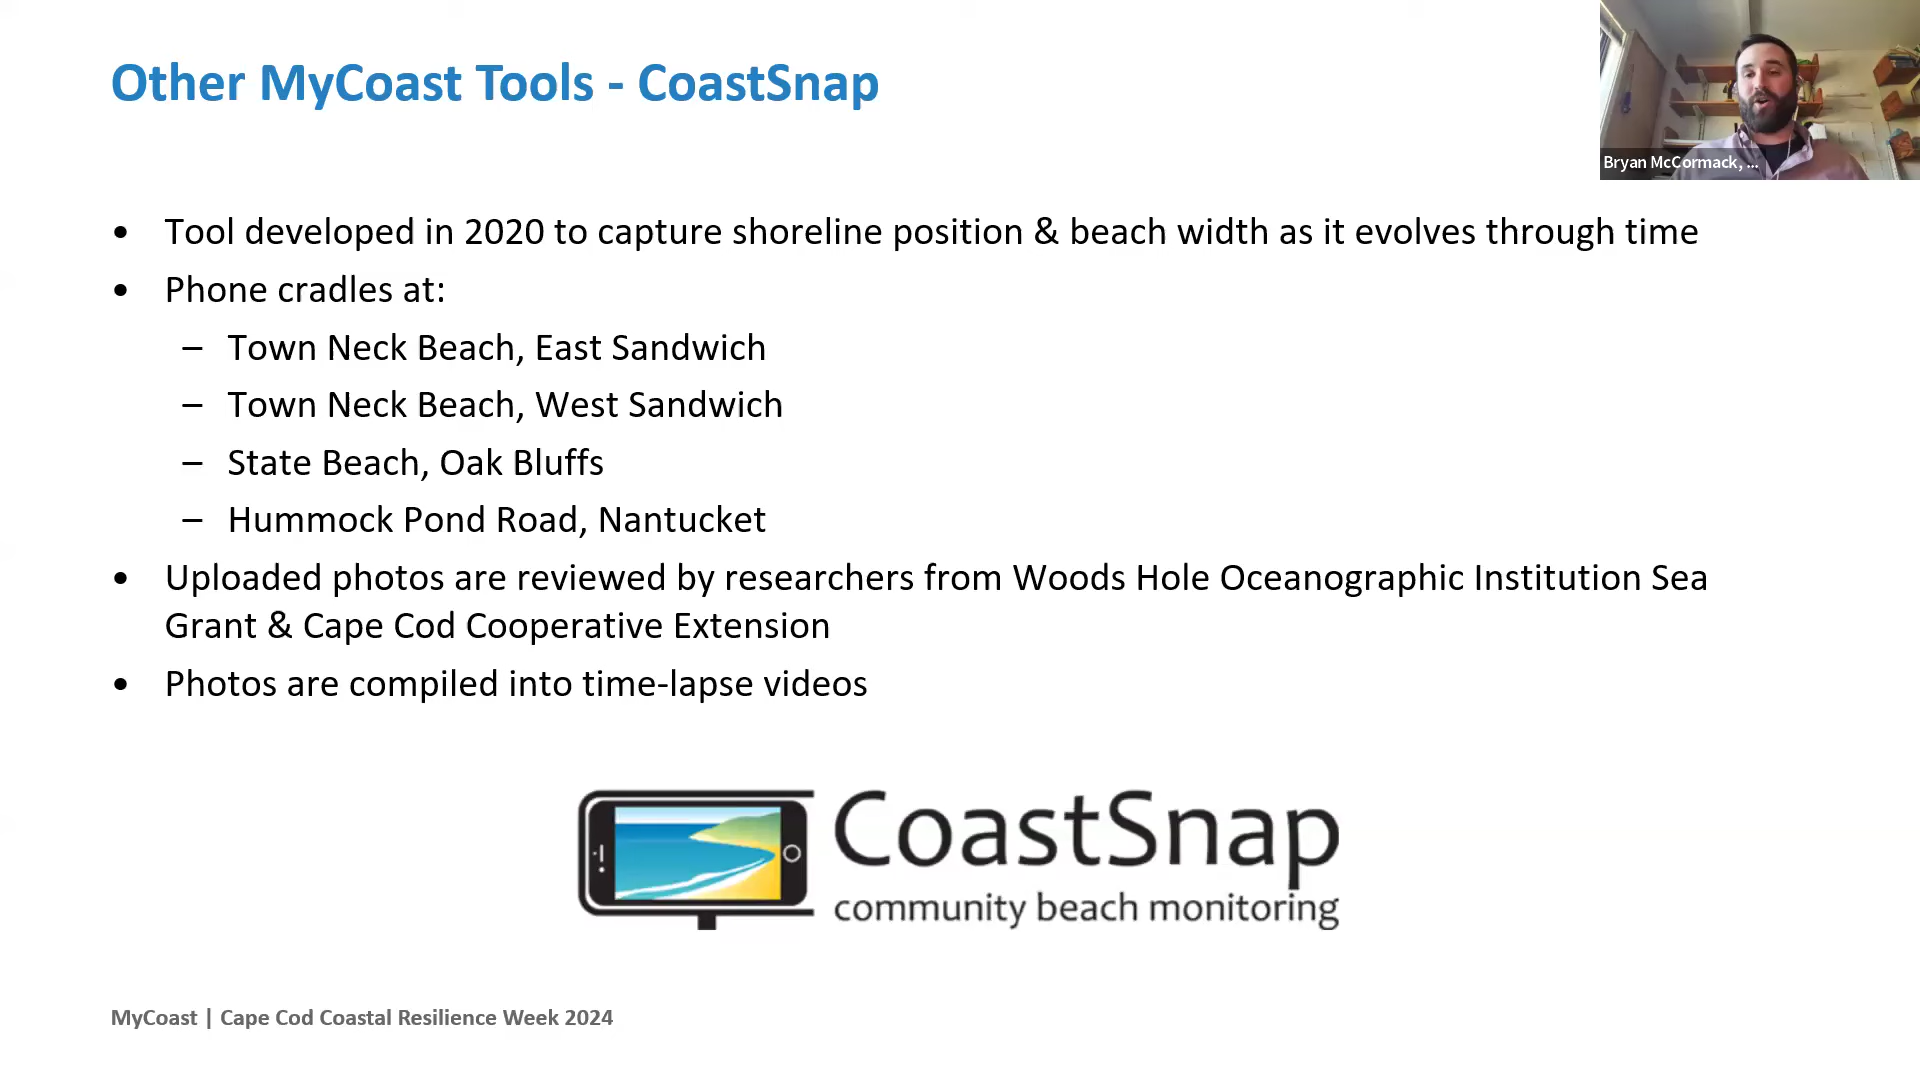 Other MyCoast Tools - CoastSnap
Bryan McCormack, ...
• Tool developed in 2020 to capture shoreline position & beach width as it evolves through time
• Phone cradles at:
– Town Neck Beach, East Sandwich
– Town Neck Beach, West Sandwich
– State Beach, Oak Bluffs
– Hummock Pond Road, Nantucket
• Uploaded photos are reviewed by researchers from Woods Hole Oceanographic Institution Sea
Grant & Cape Cod Cooperative Extension
• Photos are compiled into time-lapse videos
CoastSnap
community beach monitoring
MyCoast | Cape Cod Coastal Resilience Week 2024